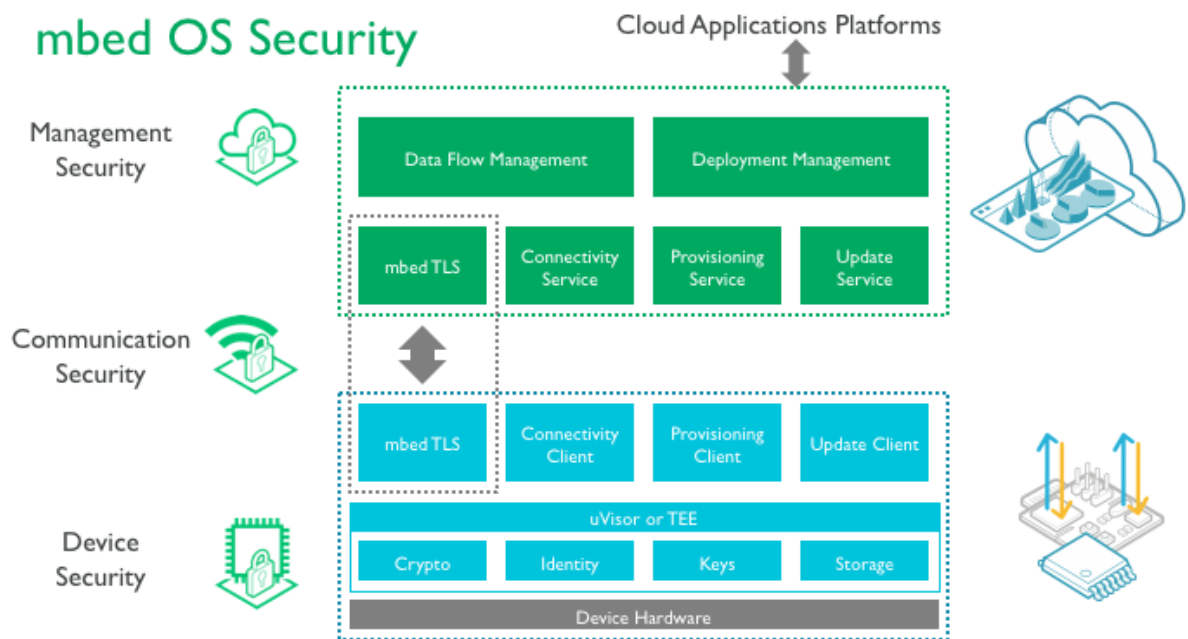 mbed OS Security
Cloud Applications Platforms
Management
Security
Data Flow Management
Deployment Management
mbed TLS
Connectivity
Service
Provisioning
Service
Update
Service
Communication
Security
mbed TLS
Connectivity
Client
Provisioning
Client
Update Client
Device
Security
uVisor or TEE
Crypto
Identity
Keys
Storage
Device Hardware